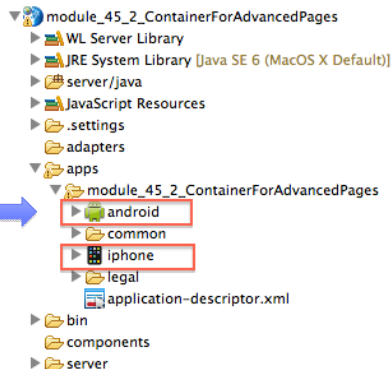 module_45_2_ContainerForAdvancedPages
WL Server Library
JRE System Library [Java SE 6 (MacOS X Default)]
server/java
JavaScript Resources
.settings
adapters
apps
module_45_2_ContainerForAdvancedPages
android
common
iphone
legal
application-descriptor.xml
bin
components
server